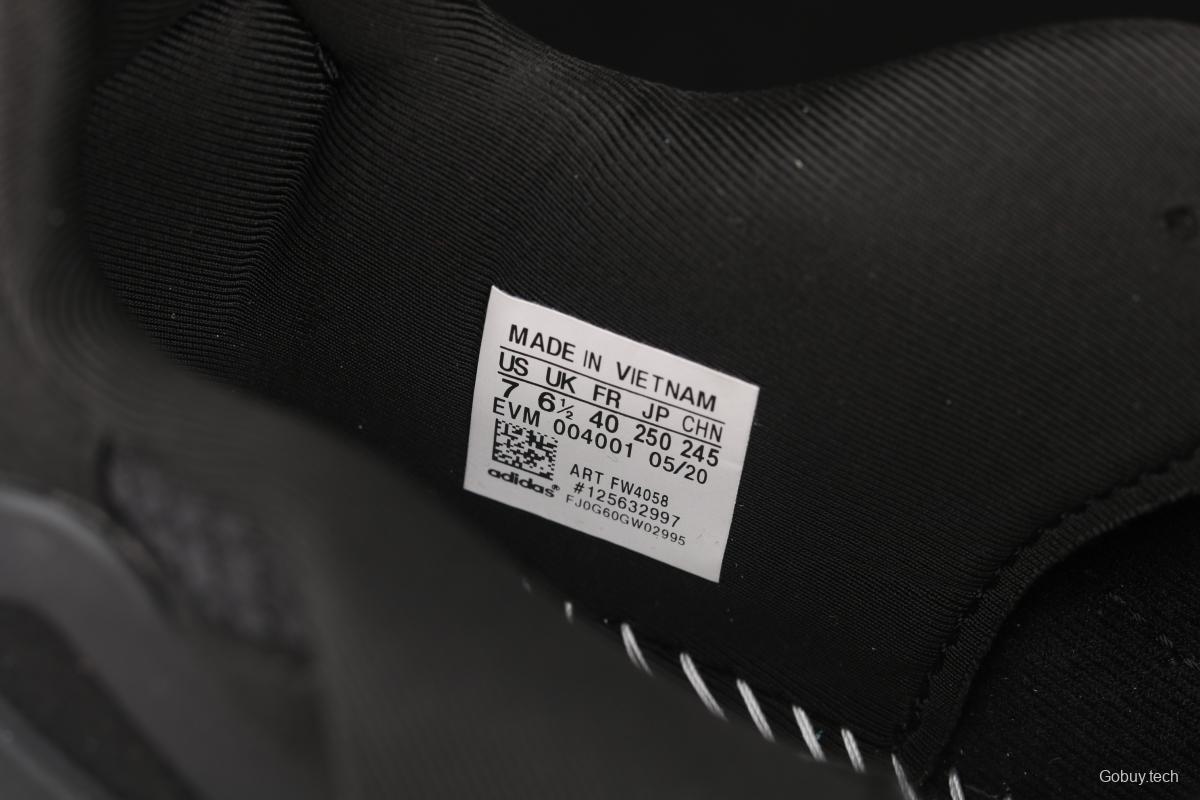 MADE IN VIETNAM
US UK FR JP CHN
7 6½ 40 250 245
EVM 004001 05/20
ART FW4058
#125632997
adidas®
FJ0G60GW02995
Gobuy.tech